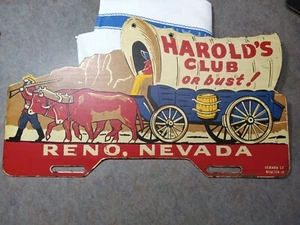 HAROLD'S
CLUB
OR bust!
RENO, NEVADA